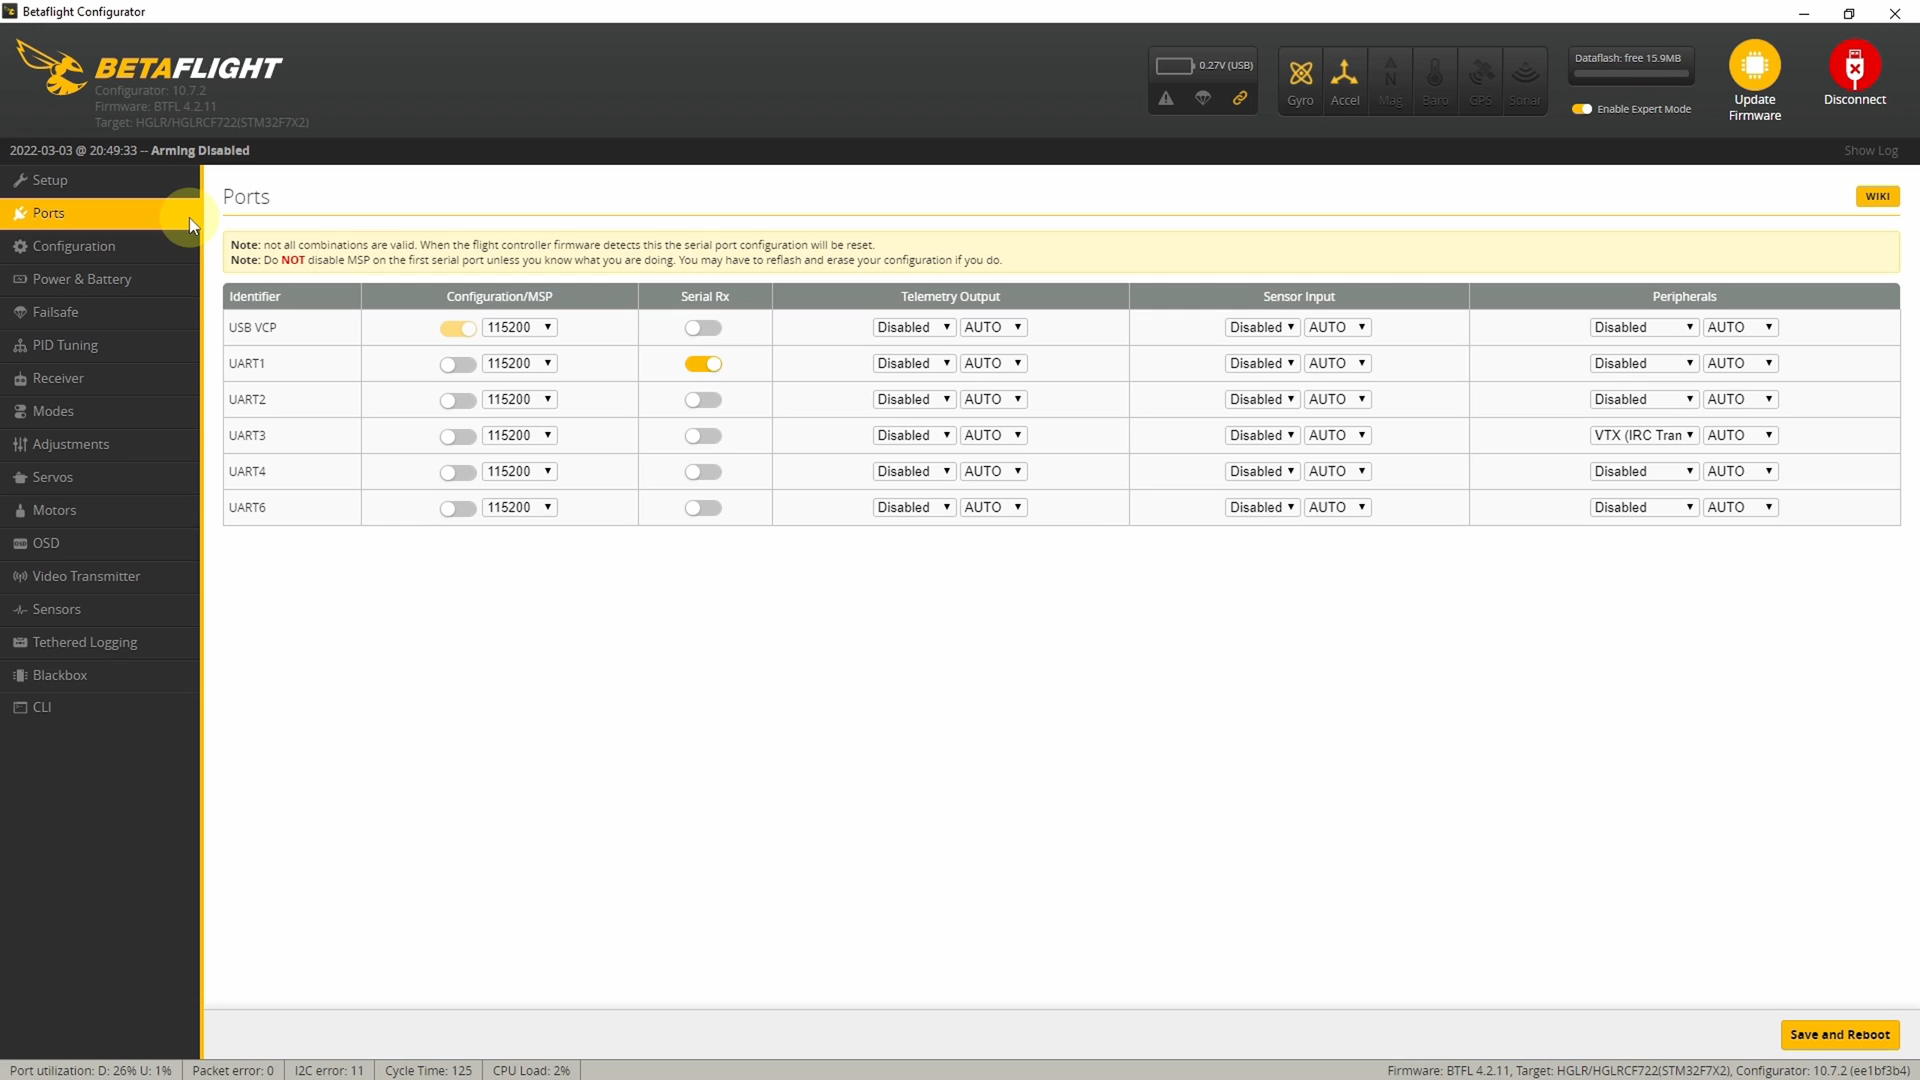 Betaflight Configurator
BETAFLIGHT
Configurator: 10.7.2
Firmware: BTFL 4.2.11
Target: HGLR/HGLRCF722(STM32F7X2)
0.27V (USB)
Gyro Accel Mag Baro GPS Sonar
Dataflash: free 15.9MB
Enable Expert Mode
Update Firmware
Disconnect
2022-03-03 @ 20:49:33 -- Arming Disabled
Show Log
Setup
Ports
Configuration
Power & Battery
Failsafe
PID Tuning
Receiver
Modes
Adjustments
Servos
Motors
OSD
Video Transmitter
Sensors
Tethered Logging
Blackbox
CLI
Ports
WIKI
Note: not all combinations are valid. When the flight controller firmware detects this the serial port configuration will be reset.
Note: Do NOT disable MSP on the first serial port unless you know what you are doing. You may have to reflash and erase your configuration if you do.
Identifier Configuration/MSP Serial Rx Telemetry Output Sensor Input Peripherals
USB VCP 115200 Disabled AUTO Disabled AUTO Disabled AUTO
UART1 115200 Disabled AUTO Disabled AUTO Disabled AUTO
UART2 115200 Disabled AUTO Disabled AUTO Disabled AUTO
UART3 115200 Disabled AUTO Disabled AUTO VTX (IRC Tran AUTO
UART4 115200 Disabled AUTO Disabled AUTO Disabled AUTO
UART6 115200 Disabled AUTO Disabled AUTO Disabled AUTO
Save and Reboot
Port utilization: D: 26% U: 1% Packet error: 0 I2C error: 11 Cycle Time: 125 CPU Load: 2% Firmware: BTFL 4.2.11, Target: HGLR/HGLRCF722(STM32F7X2), Configurator: 10.7.2 (ee1bf3b4)